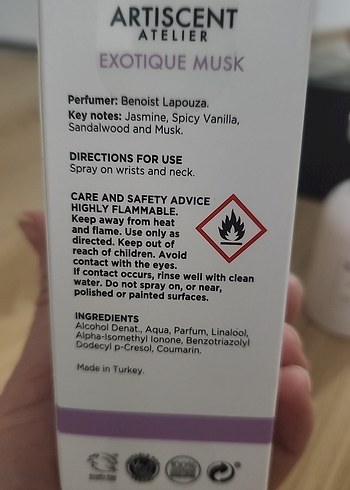 ARTISCENT
ATELIER
EXOTIQUE MUSK
Perfumer: Benoist Lapouza.
Key notes: Jasmine, Spicy Vanilla,
Sandalwood and Musk.
DIRECTIONS FOR USE
Spray on wrists and neck.
CARE AND SAFETY ADVICE
HIGHLY FLAMMABLE.
Keep away from heat
and flame. Use only as
directed. Keep out of
reach of children. Avoid
contact with the eyes.
If contact occurs, rinse well with clean
water. Do not spray on, or near,
polished or painted surfaces.
INGREDIENTS
Alcohol Denat., Aqua, Parfum, Linalool,
Alpha-Isomethyl Ionone, Benzotriazolyl
Dodecyl p-Cresol, Coumarin.
Made in Turkey.